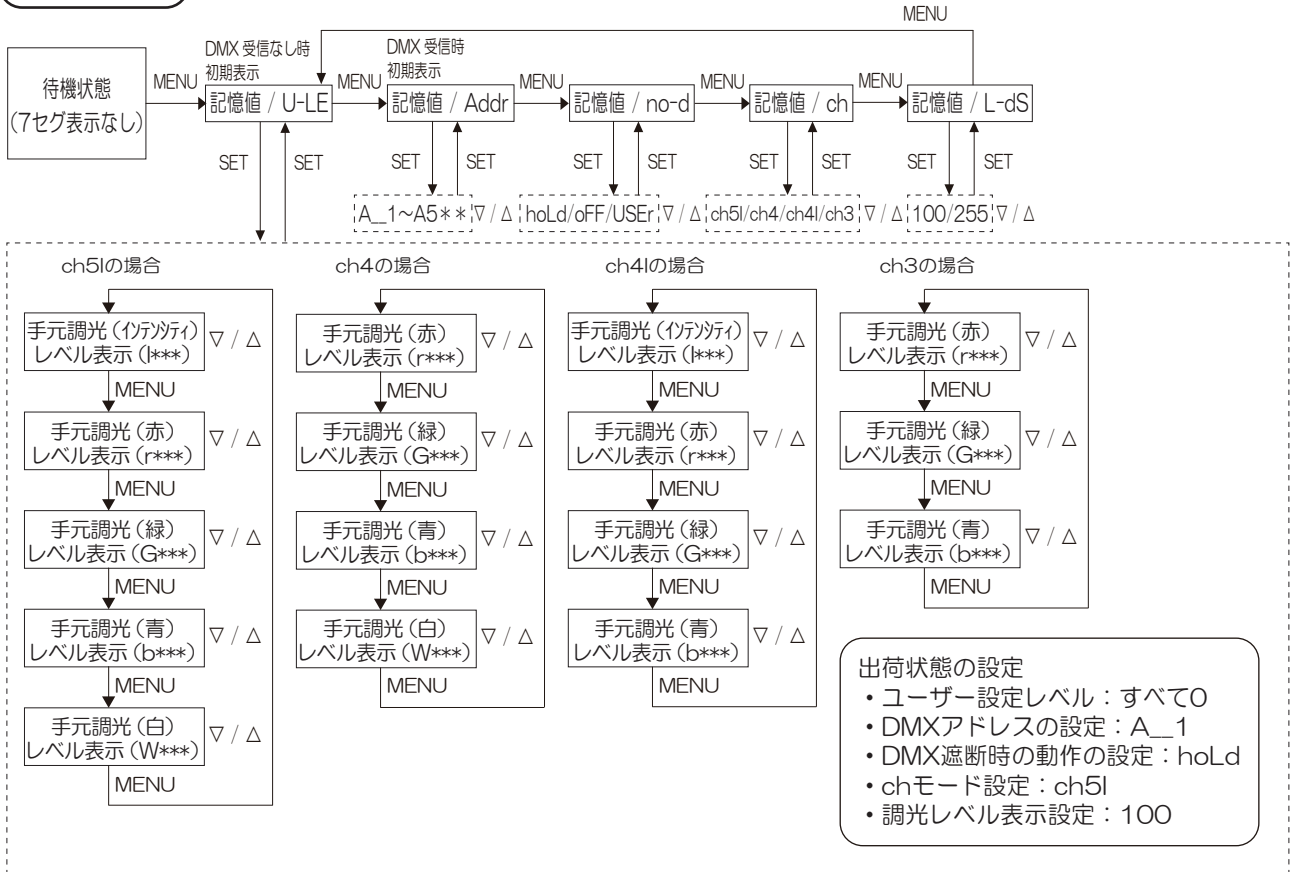 MENU
待機状態
(7セグ表示なし)
MENU
DMX 受信なし時
初期表示
記憶値 / U-LE
MENU
DMX 受信時
初期表示
記憶値 / Addr
MENU
記憶値 / no-d
MENU
記憶値 / ch
MENU
記憶値 / L-dS
SET
SET
SET
SET
SET
SET
SET
SET
SET
SET
A__1~A5** ▽ / △
hoLd/oFF/USEr ▽ / △
ch5I/ch4/ch4I/ch3 ▽ / △
100/255 ▽ / △
ch5Iの場合
手元調光 (インテンシティ)
レベル表示 (I***)
▽ / △
MENU
手元調光 (赤)
レベル表示 (r***)
▽ / △
MENU
手元調光 (緑)
レベル表示 (G***)
▽ / △
MENU
手元調光 (青)
レベル表示 (b***)
▽ / △
MENU
手元調光 (白)
レベル表示 (W***)
▽ / △
MENU
ch4の場合
手元調光 (赤)
レベル表示 (r***)
▽ / △
MENU
手元調光 (緑)
レベル表示 (G***)
▽ / △
MENU
手元調光 (青)
レベル表示 (b***)
▽ / △
MENU
手元調光 (白)
レベル表示 (W***)
▽ / △
MENU
ch4Iの場合
手元調光 (インテンシティ)
レベル表示 (I***)
▽ / △
MENU
手元調光 (赤)
レベル表示 (r***)
▽ / △
MENU
手元調光 (緑)
レベル表示 (G***)
▽ / △
MENU
手元調光 (青)
レベル表示 (b***)
▽ / △
MENU
ch3の場合
手元調光 (赤)
レベル表示 (r***)
▽ / △
MENU
手元調光 (緑)
レベル表示 (G***)
▽ / △
MENU
手元調光 (青)
レベル表示 (b***)
▽ / △
MENU
出荷状態の設定
・ユーザー設定レベル：すべて0
・DMXアドレスの設定：A__1
・DMX遮断時の動作の設定：hoLd
・chモード設定：ch5I
・調光レベル表示設定：100